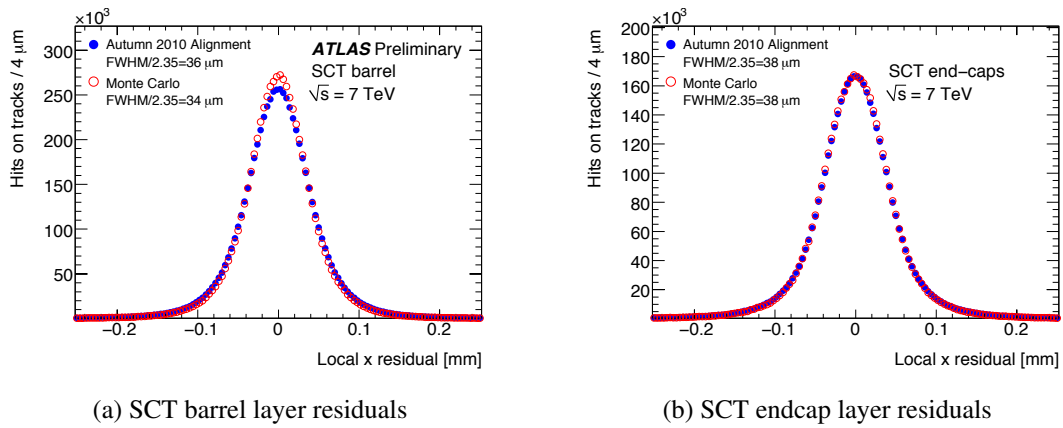 ×10³
Hits on tracks / 4 μm
300
250
200
150
100
50
Autumn 2010 Alignment
FWHM/2.35=36 μm
Monte Carlo
FWHM/2.35=34 μm
ATLAS Preliminary
SCT barrel
√s = 7 TeV
−0.2 −0.1 0 0.1 0.2
Local x residual [mm]
(a) SCT barrel layer residuals
×10³
Hits on tracks / 4 μm
200
180
160
140
120
100
80
60
40
20
Autumn 2010 Alignment
FWHM/2.35=38 μm
Monte Carlo
FWHM/2.35=38 μm
SCT end−caps
√s = 7 TeV
−0.2 −0.1 0 0.1 0.2
Local x residual [mm]
(b) SCT endcap layer residuals